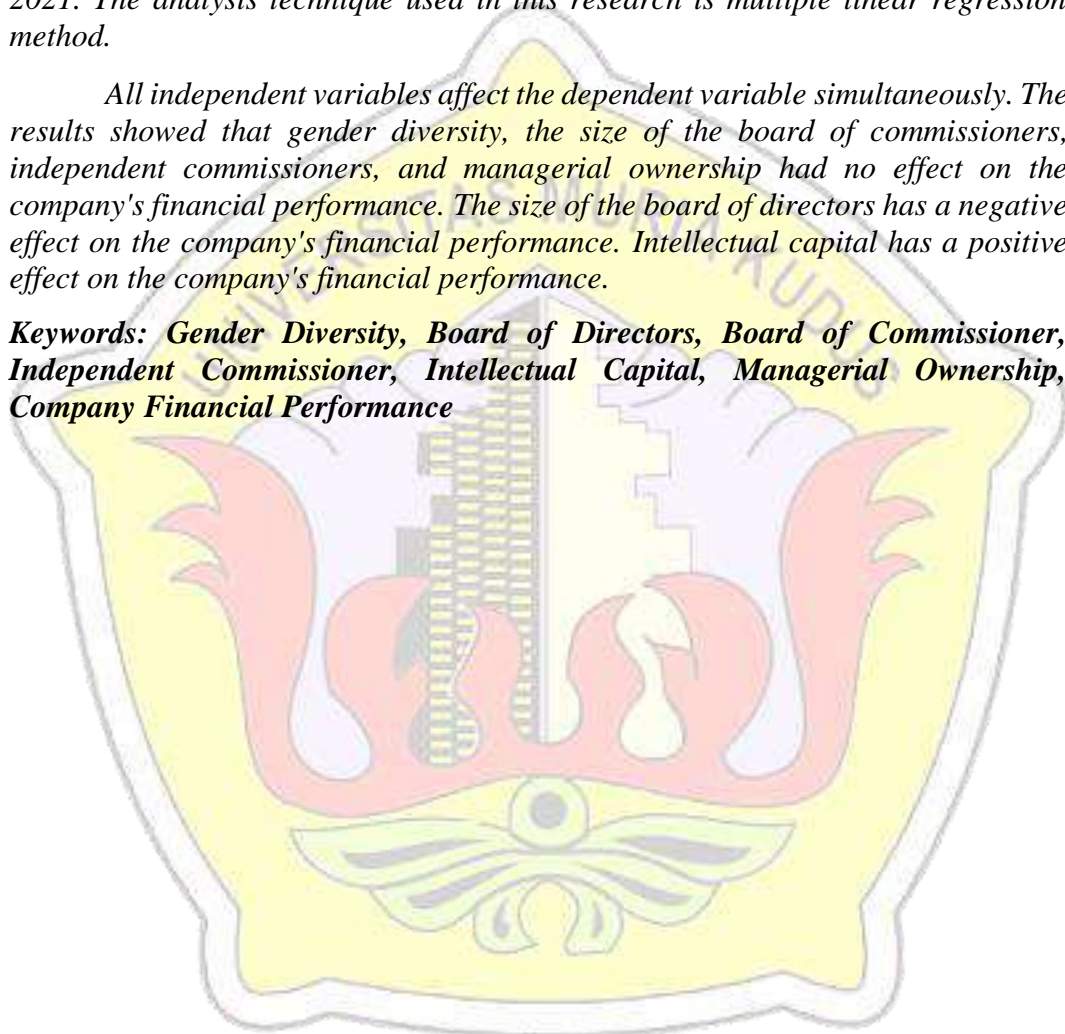 2021. The analysis technique used in this research is multiple linear regression
method.
All independent variables affect the dependent variable simultaneously. The
results showed that gender diversity, the size of the board of commissioners,
independent commissioners, and managerial ownership had no effect on the
company's financial performance. The size of the board of directors has a negative
effect on the company's financial performance. Intellectual capital has a positive
effect on the company's financial performance.
Keywords: Gender Diversity, Board of Directors, Board of Commissioner,
Independent Commissioner, Intellectual Capital, Managerial Ownership,
Company Financial Performance
UNIVERSITAS MURIA KUDUS